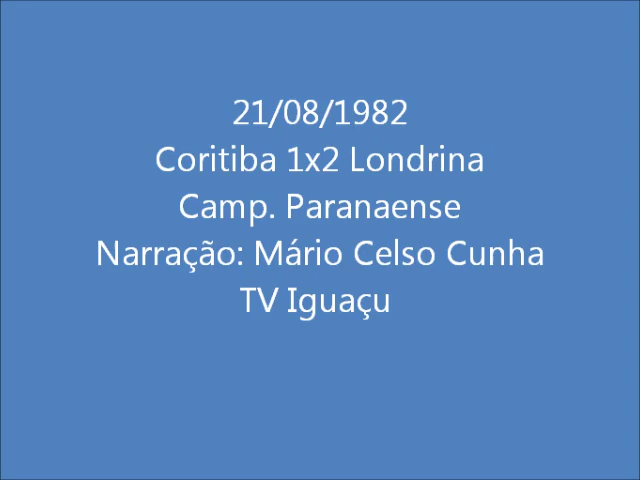 21/08/1982
Coritiba 1x2 Londrina
Camp. Paranaense
Narração: Mário Celso Cunha
TV Iguaçu